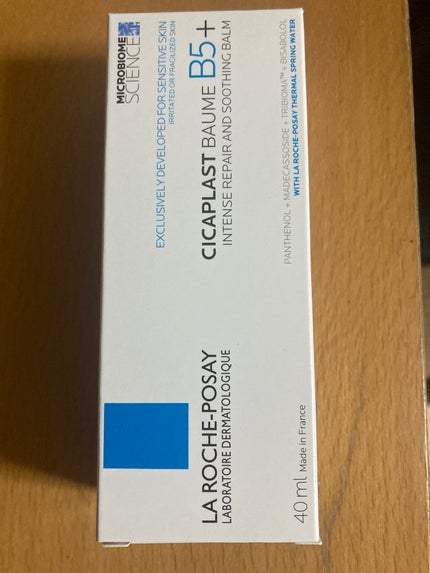 MICROBIOME
SCIENCE
EXCLUSIVELY DEVELOPED FOR SENSITIVE SKIN
IRRITATED OR FRAGILIZED SKIN
CICAPLAST BAUME B5+
INTENSE REPAIR AND SOOTHING BALM
PANTHENOL + MADECASSOSIDE + TRIBIOMA™ + BISABOLOL
WITH LA ROCHE-POSAY THERMAL SPRING WATER
LA ROCHE-POSAY
LABORATOIRE DERMATOLOGIQUE
40 ml Made in France